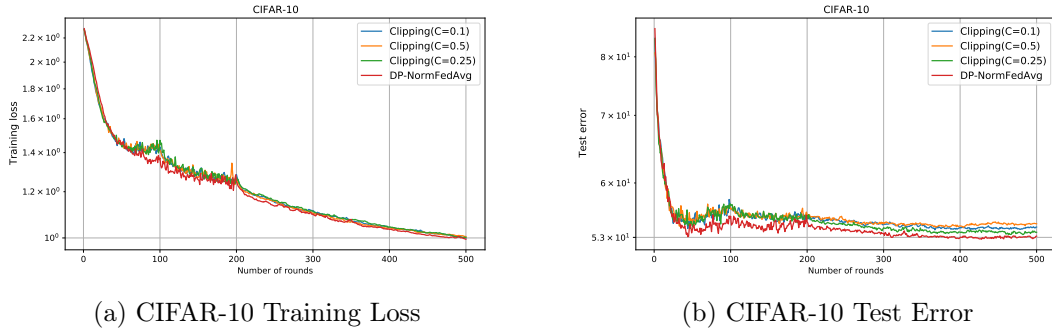 CIFAR-10
Training loss
2.2 × 10⁰
2 × 10⁰
1.8 × 10⁰
1.6 × 10⁰
1.4 × 10⁰
1.2 × 10⁰
10⁰
Clipping(C=0.1)
Clipping(C=0.5)
Clipping(C=0.25)
DP-NormFedAvg
0 100 200 300 400 500
Number of rounds
(a) CIFAR-10 Training Loss
CIFAR-10
Test error
8 × 10¹
7 × 10¹
6 × 10¹
5.3 × 10¹
Clipping(C=0.1)
Clipping(C=0.5)
Clipping(C=0.25)
DP-NormFedAvg
0 100 200 300 400 500
Number of rounds
(b) CIFAR-10 Test Error